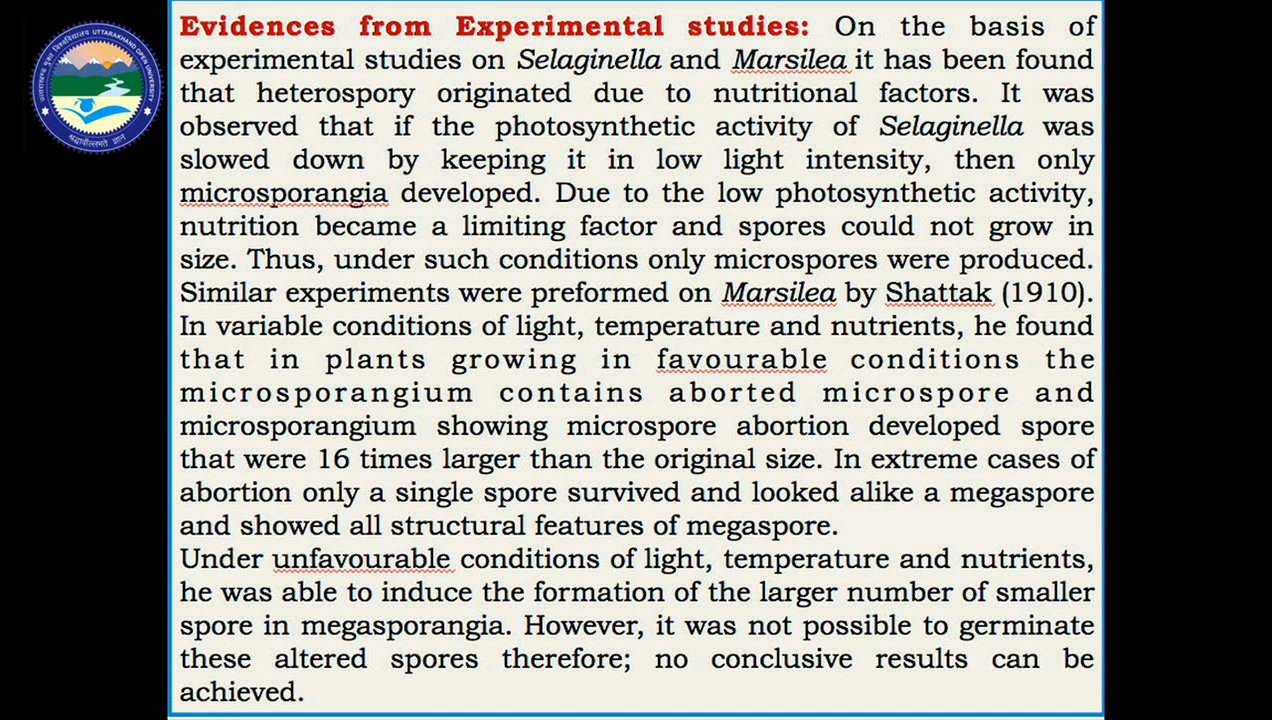 UTTARAKHAND OPEN UNIVERSITY
Evidences from Experimental studies: On the basis of
experimental studies on Selaginella and Marsilea it has been found
that heterospory originated due to nutritional factors. It was
observed that if the photosynthetic activity of Selaginella was
slowed down by keeping it in low light intensity, then only
microsporangia developed. Due to the low photosynthetic activity,
nutrition became a limiting factor and spores could not grow in
size. Thus, under such conditions only microspores were produced.
Similar experiments were preformed on Marsilea by Shattak (1910).
In variable conditions of light, temperature and nutrients, he found
that in plants growing in favourable conditions the
microsporangium contains aborted microspore and
microsporangium showing microspore abortion developed spore
that were 16 times larger than the original size. In extreme cases of
abortion only a single spore survived and looked alike a megaspore
and showed all structural features of megaspore.
Under unfavourable conditions of light, temperature and nutrients,
he was able to induce the formation of the larger number of smaller
spore in megasporangia. However, it was not possible to germinate
these altered spores therefore; no conclusive results can be
achieved.